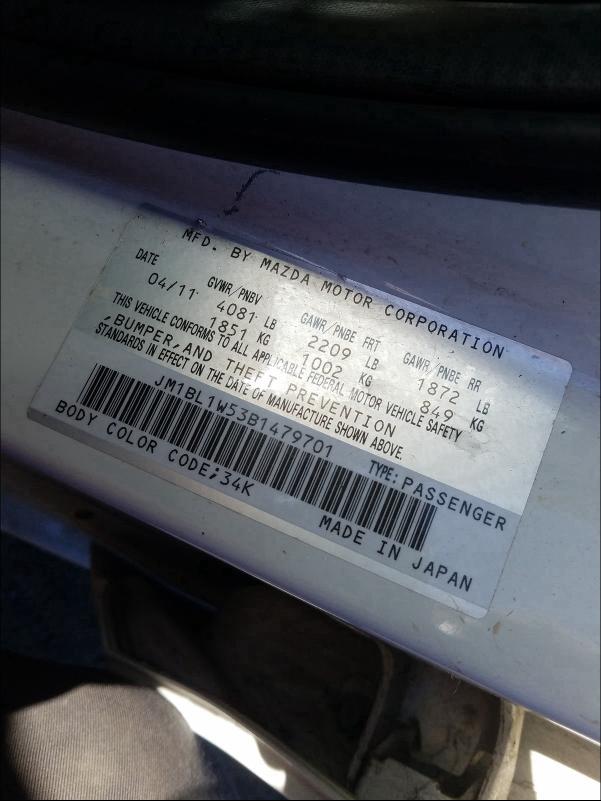 MFD. BY MAZDA MOTOR CORPORATION
DATE GVWR/PNBV GAWR/PNBE FRT GAWR/PNBE RR
04/11 4081 LB 2209 LB 1872 LB
1851 KG 1002 KG 849 KG
THIS VEHICLE CONFORMS TO ALL APPLICABLE FEDERAL MOTOR VEHICLE SAFETY
,BUMPER,AND THEFT PREVENTION
STANDARDS IN EFFECT ON THE DATE OF MANUFACTURE SHOWN ABOVE.
JM1BL1W53B1479701 TYPE: PASSENGER
BODY COLOR CODE;34K MADE IN JAPAN